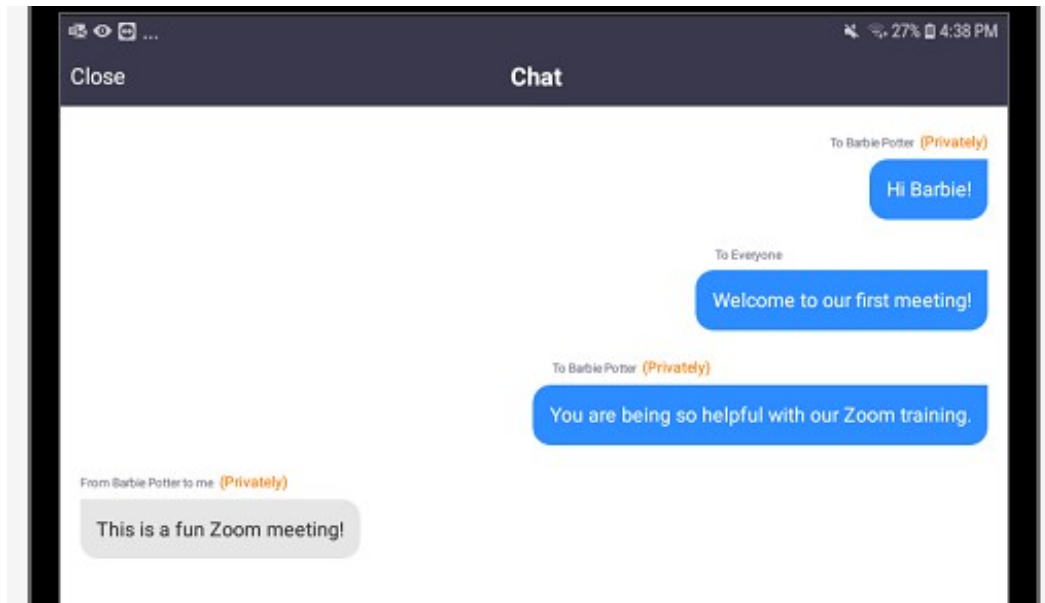 ... 27% 4:38 PM
Close Chat
To Barbie Potter (Privately)
Hi Barbie!
To Everyone
Welcome to our first meeting!
To Barbie Potter (Privately)
You are being so helpful with our Zoom training.
From Barbie Potter to me (Privately)
This is a fun Zoom meeting!